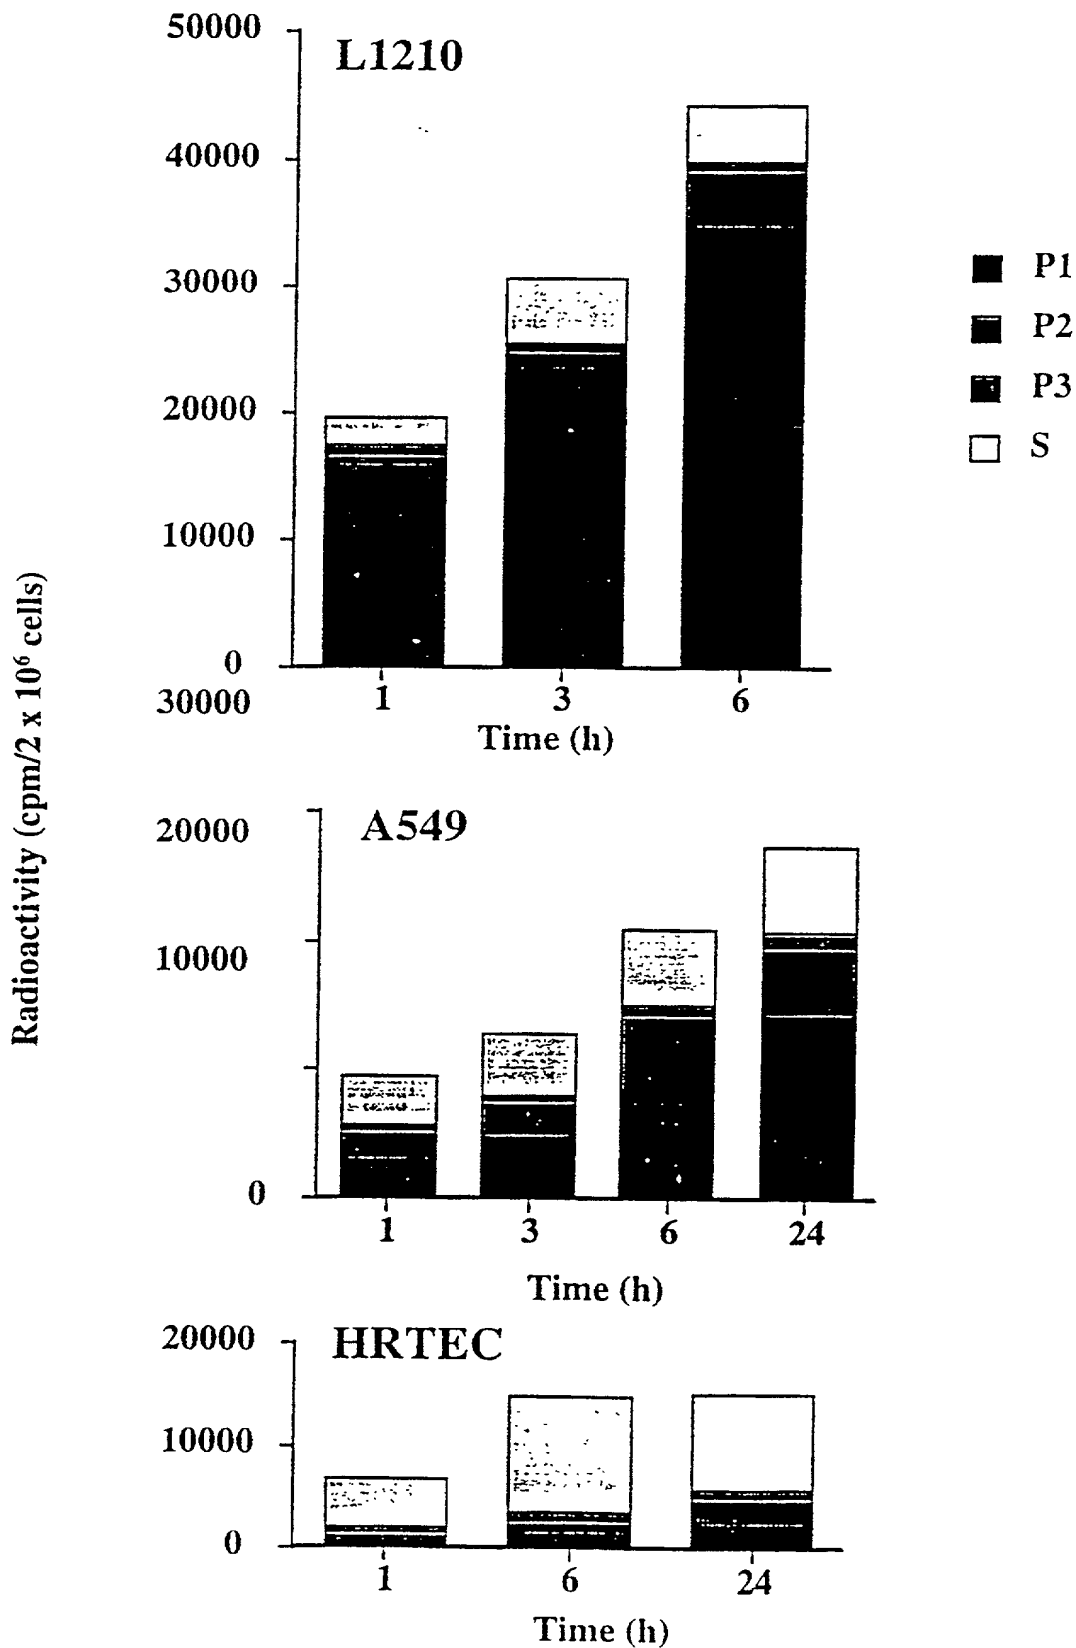 Radioactivity (cpm/2 x 10⁶ cells)
50000
L1210
40000
30000
20000
10000
0
1 3 6
Time (h)
P1
P2
P3
S
30000
A549
20000
10000
0
1 3 6 24
Time (h)
20000
HRTEC
10000
0
1 6 24
Time (h)